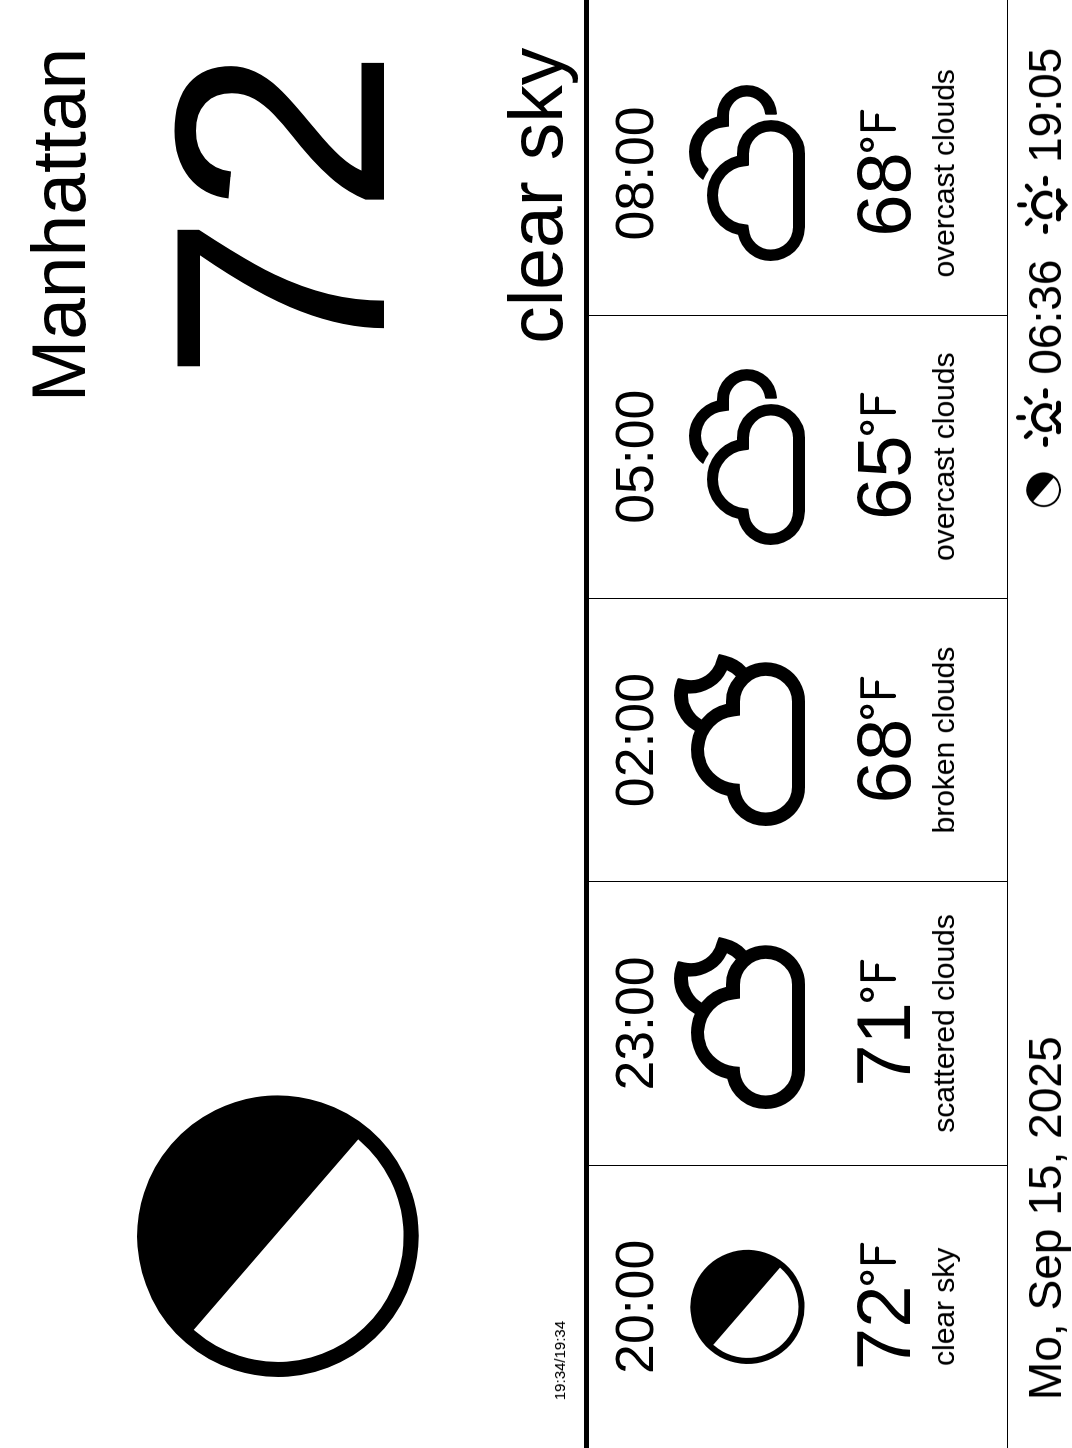 Manhattan
72
clear sky
19:34/19:34
20:00 23:00 02:00 05:00 08:00
72°F 71°F 68°F 65°F 68°F
clear sky scattered clouds broken clouds overcast clouds overcast clouds
Mo, Sep 15, 2025 06:36 19:05